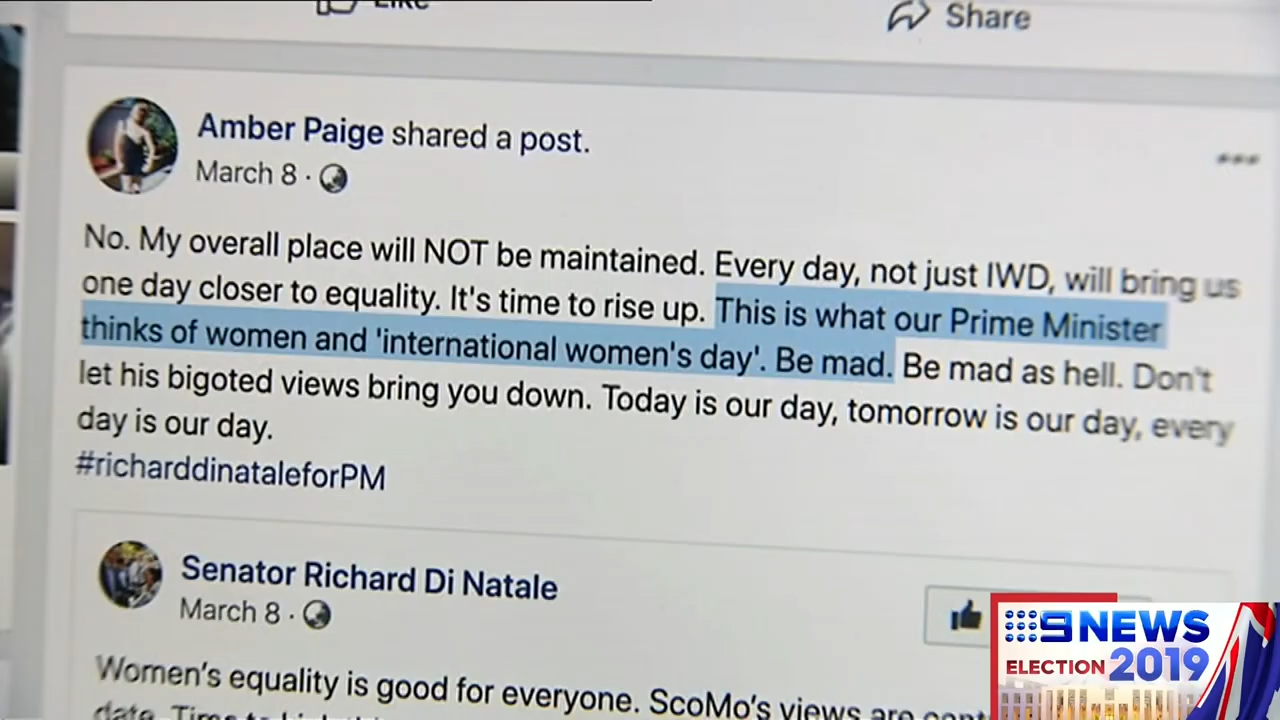 Like
Share
Amber Paige shared a post.
March 8 ·
No. My overall place will NOT be maintained. Every day, not just IWD, will bring us
one day closer to equality. It's time to rise up. This is what our Prime Minister
thinks of women and 'international women's day'. Be mad. Be mad as hell. Don't
let his bigoted views bring you down. Today is our day, tomorrow is our day, every
day is our day.
#richarddinataleforPM
Senator Richard Di Natale
March 8 ·
Women's equality is good for everyone. ScoMo's views are
date. Time to
9NEWS
ELECTION 2019